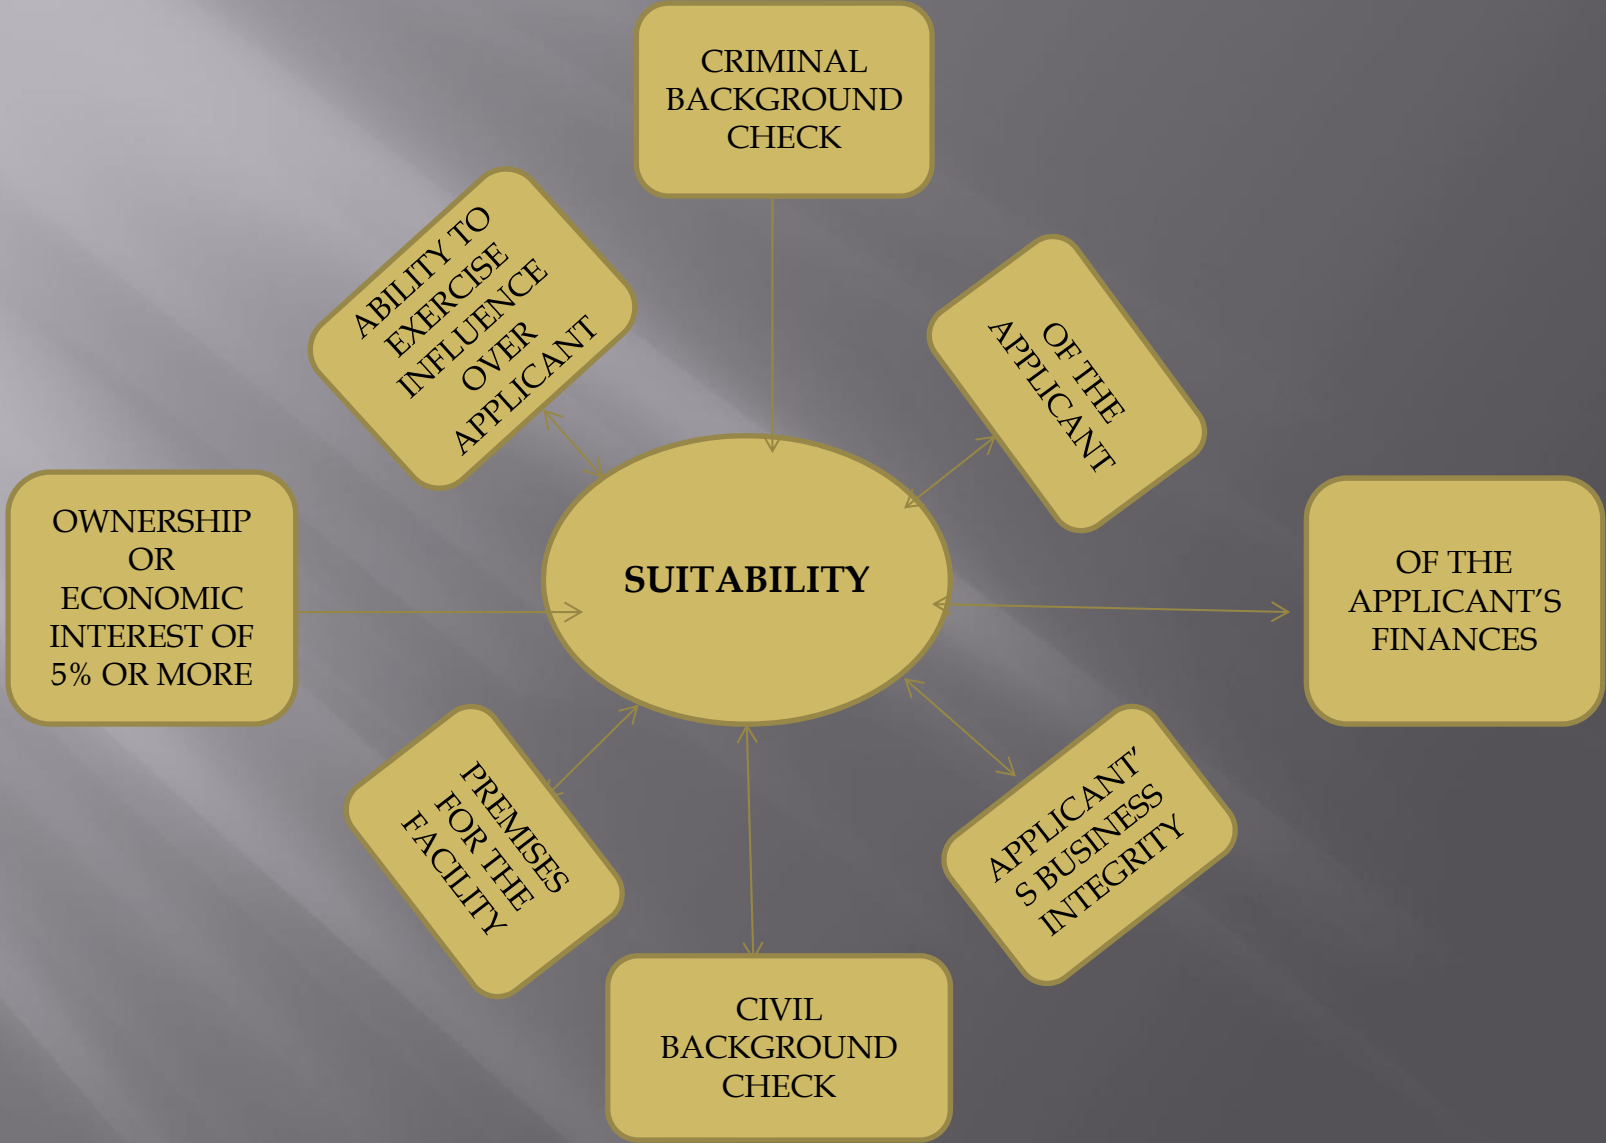 CRIMINAL
BACKGROUND
CHECK
ABILITY TO
EXERCISE
INFLUENCE
OVER
APPLICANT
OF THE
APPLICANT
OWNERSHIP
OR
ECONOMIC
INTEREST OF
5% OR MORE
SUITABILITY
OF THE
APPLICANT’S
FINANCES
PREMISES
FOR THE
FACILITY
APPLICANT’
S BUSINESS
INTEGRITY
CIVIL
BACKGROUND
CHECK